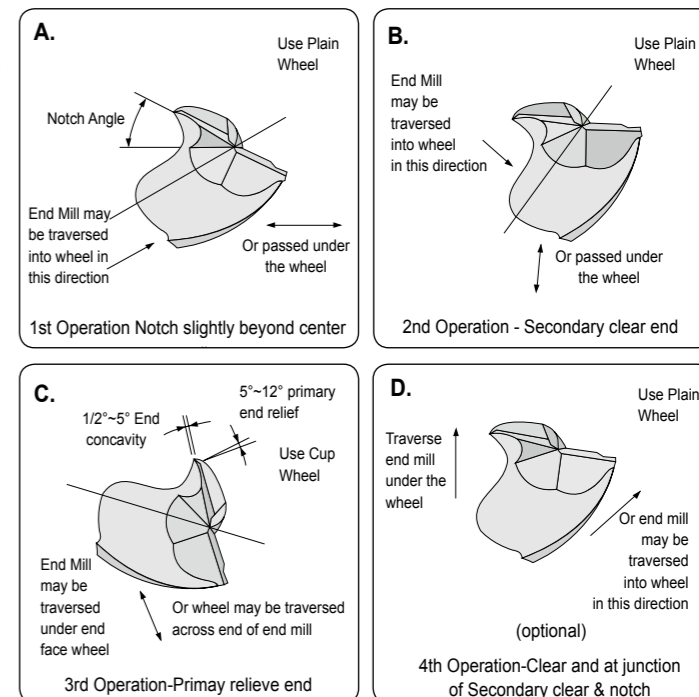 A.
Use Plain
Wheel
Notch Angle
End Mill may
be traversed
into wheel in
this direction
Or passed under
the wheel
1st Operation Notch slightly beyond center
B.
Use Plain
Wheel
End Mill
may be
traversed
into wheel
in this direction
Or passed under
the wheel
2nd Operation - Secondary clear end
C.
5°~12° primary
end relief
1/2°~5° End
concavity
Use Cup
Wheel
End Mill
may be
traversed
under end
face wheel
Or wheel may be traversed
across end of end mill
3rd Operation-Primay relieve end
D.
Use Plain
Wheel
Traverse
end mill
under the
wheel
Or end mill
may be
traversed
into wheel
in this direction
(optional)
4th Operation-Clear and at junction
of Secondary clear & notch